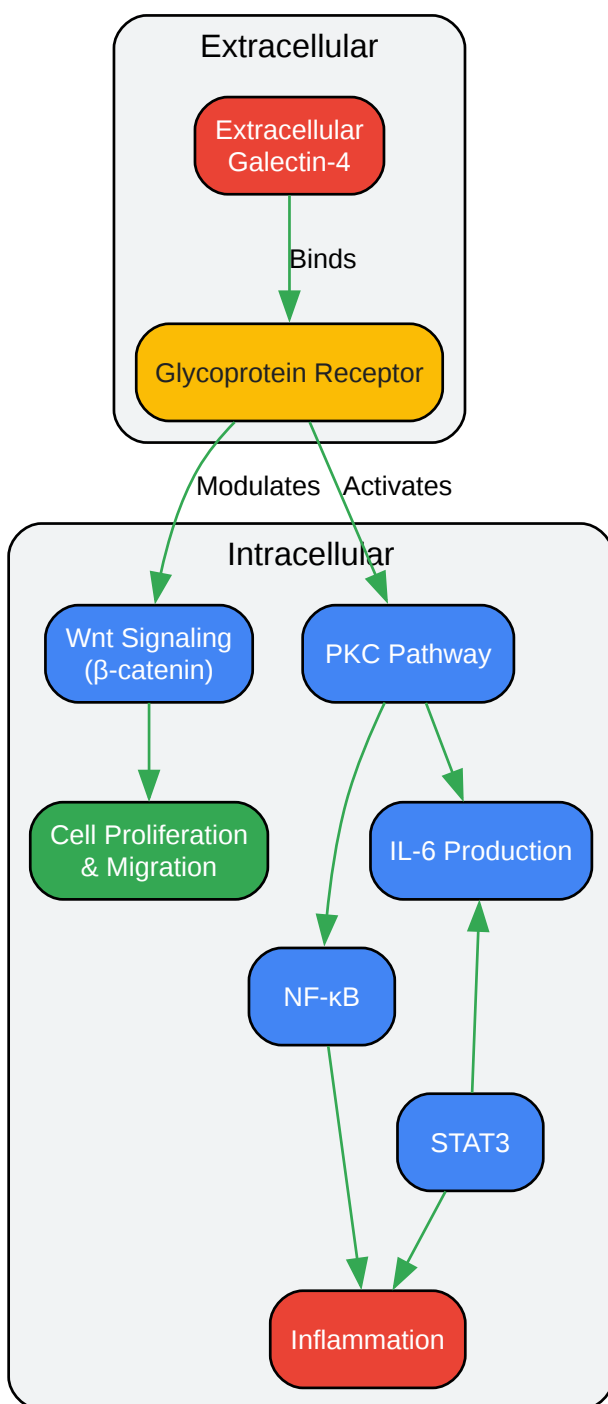 Extracellular
Extracellular
Galectin-4
Binds
Glycoprotein Receptor
Modulates
Activates
Intracellular
Wnt Signaling
(β-catenin)
PKC Pathway
Cell Proliferation
& Migration
IL-6 Production
NF-κB
STAT3
Inflammation